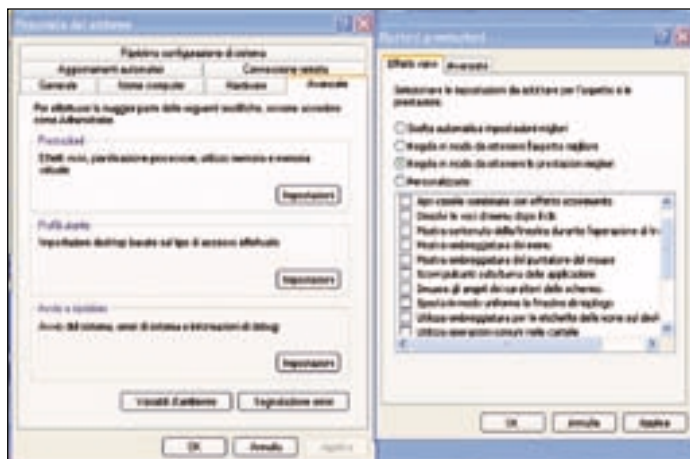 Proprietà del sistema
Ripristino configurazione di sistema
Aggiornamenti automatici Connessione remota
Generale Nome computer Hardware Avanzate
Per effettuare la maggior parte delle seguenti modifiche, occorre accedere
come Administrator.
Prestazioni
Effetti visivi, pianificazione processore, utilizzo memoria e memoria
virtuale
Impostazioni
Profili utente
Impostazioni desktop basate sul tipo di accesso effettuato
Impostazioni
Avvio e ripristino
Avvio del sistema, errori di sistema e informazioni di debug
Impostazioni
Variabili d'ambiente Segnalazione errori
OK Annulla Applica
Opzioni prestazioni
Effetti visivi Avanzate
Selezionare le impostazioni da adottare per l'aspetto e le
prestazioni
Scelta automatica impostazioni migliori
Regola in modo da ottenere l'aspetto migliore
Regola in modo da ottenere le prestazioni migliori
Personalizzate
Apri caselle combinate con effetto scorrimento
Dissolvi le voci di menu dopo il clic
Mostra contenuto della finestra durante l'operazione di
Mostra ombreggiatura dei menu
Mostra ombreggiatura del puntatore del mouse
Scorri pulsanti sulla barra delle applicazioni
Smussa gli angoli dei caratteri dello schermo
Sposta in modo uniforme le finestre di riepilogo
Utilizza ombreggiatura per le etichette delle icone sul
Utilizza operazioni comuni nelle cartelle
OK Annulla Applica